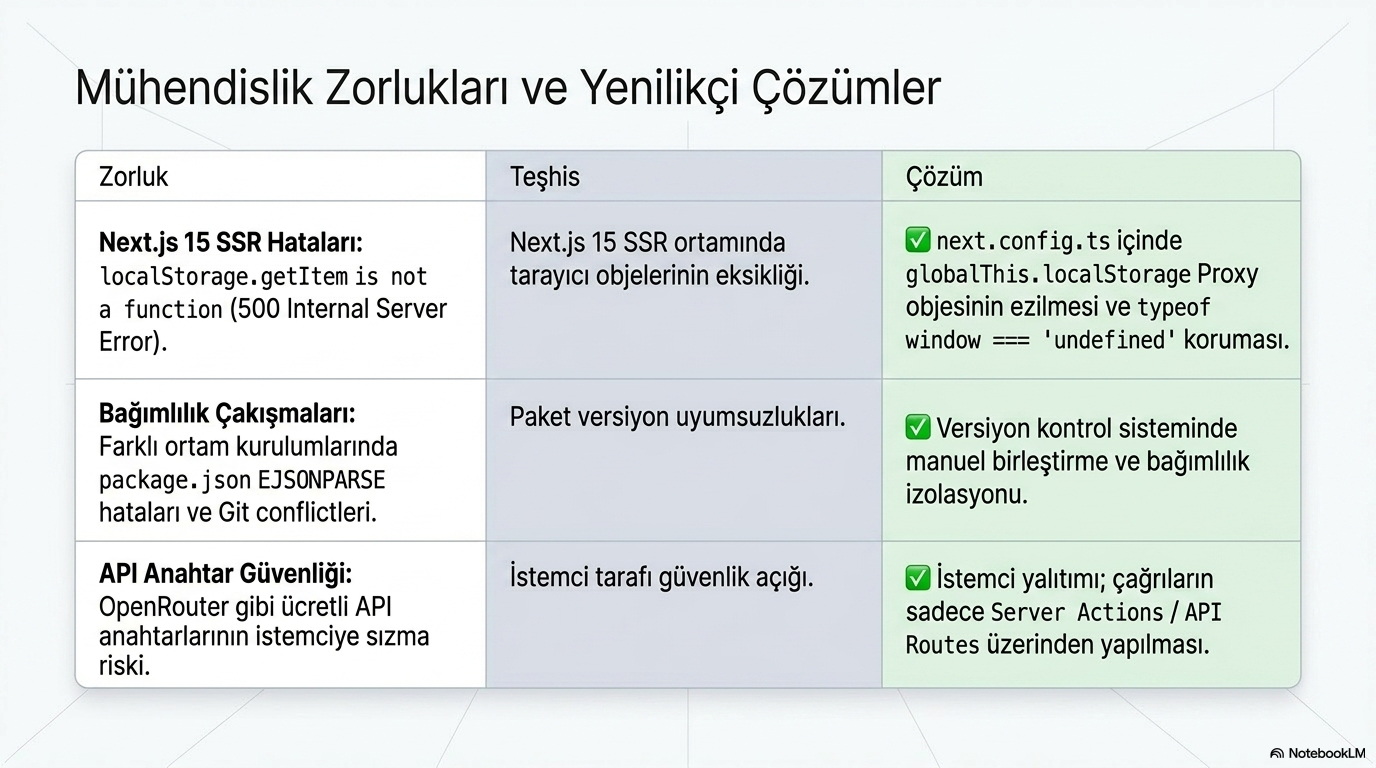 Mühendislik Zorlukları ve Yenilikçi Çözümler
Zorluk
Teşhis
Çözüm
Next.js 15 SSR Hataları:
localStorage.getItem is not
a function (500 Internal Server
Error).
Next.js 15 SSR ortamında
tarayıcı objelerinin eksikliği.
✅ next.config.ts içinde
globalThis.localStorage Proxy
objesinin ezilmesi ve typeof
window === 'undefined' koruması.
Bağımlılık Çakışmaları:
Farklı ortam kurulumlarında
package.json EJSONPARSE
hataları ve Git conflictleri.
Paket versiyon uyumsuzlukları.
✅ Versiyon kontrol sisteminde
manuel birleştirme ve bağımlılık
izolasyonu.
API Anahtar Güvenliği:
OpenRouter gibi ücretli API
anahtarlarının istemciye sızma
riski.
İstemci tarafı güvenlik açığı.
✅ İstemci yalıtımı; çağrıların
sadece Server Actions / API
Routes üzerinden yapılması.
NotebookLM